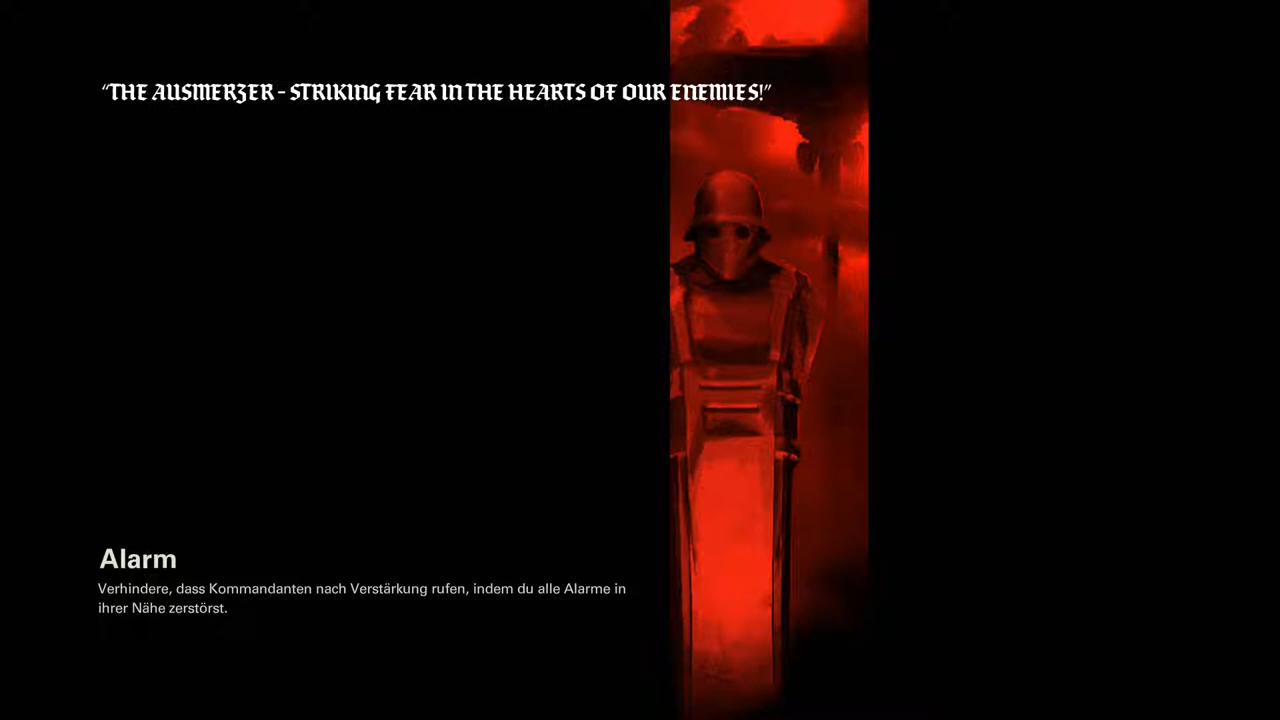 “THE AUSMERZER – STRIKING FEAR IN THE HEARTS OF OUR ENEMIES!”
Alarm
Verhindere, dass Kommandanten nach Verstärkung rufen, indem du alle Alarme in
ihrer Nähe zerstörst.